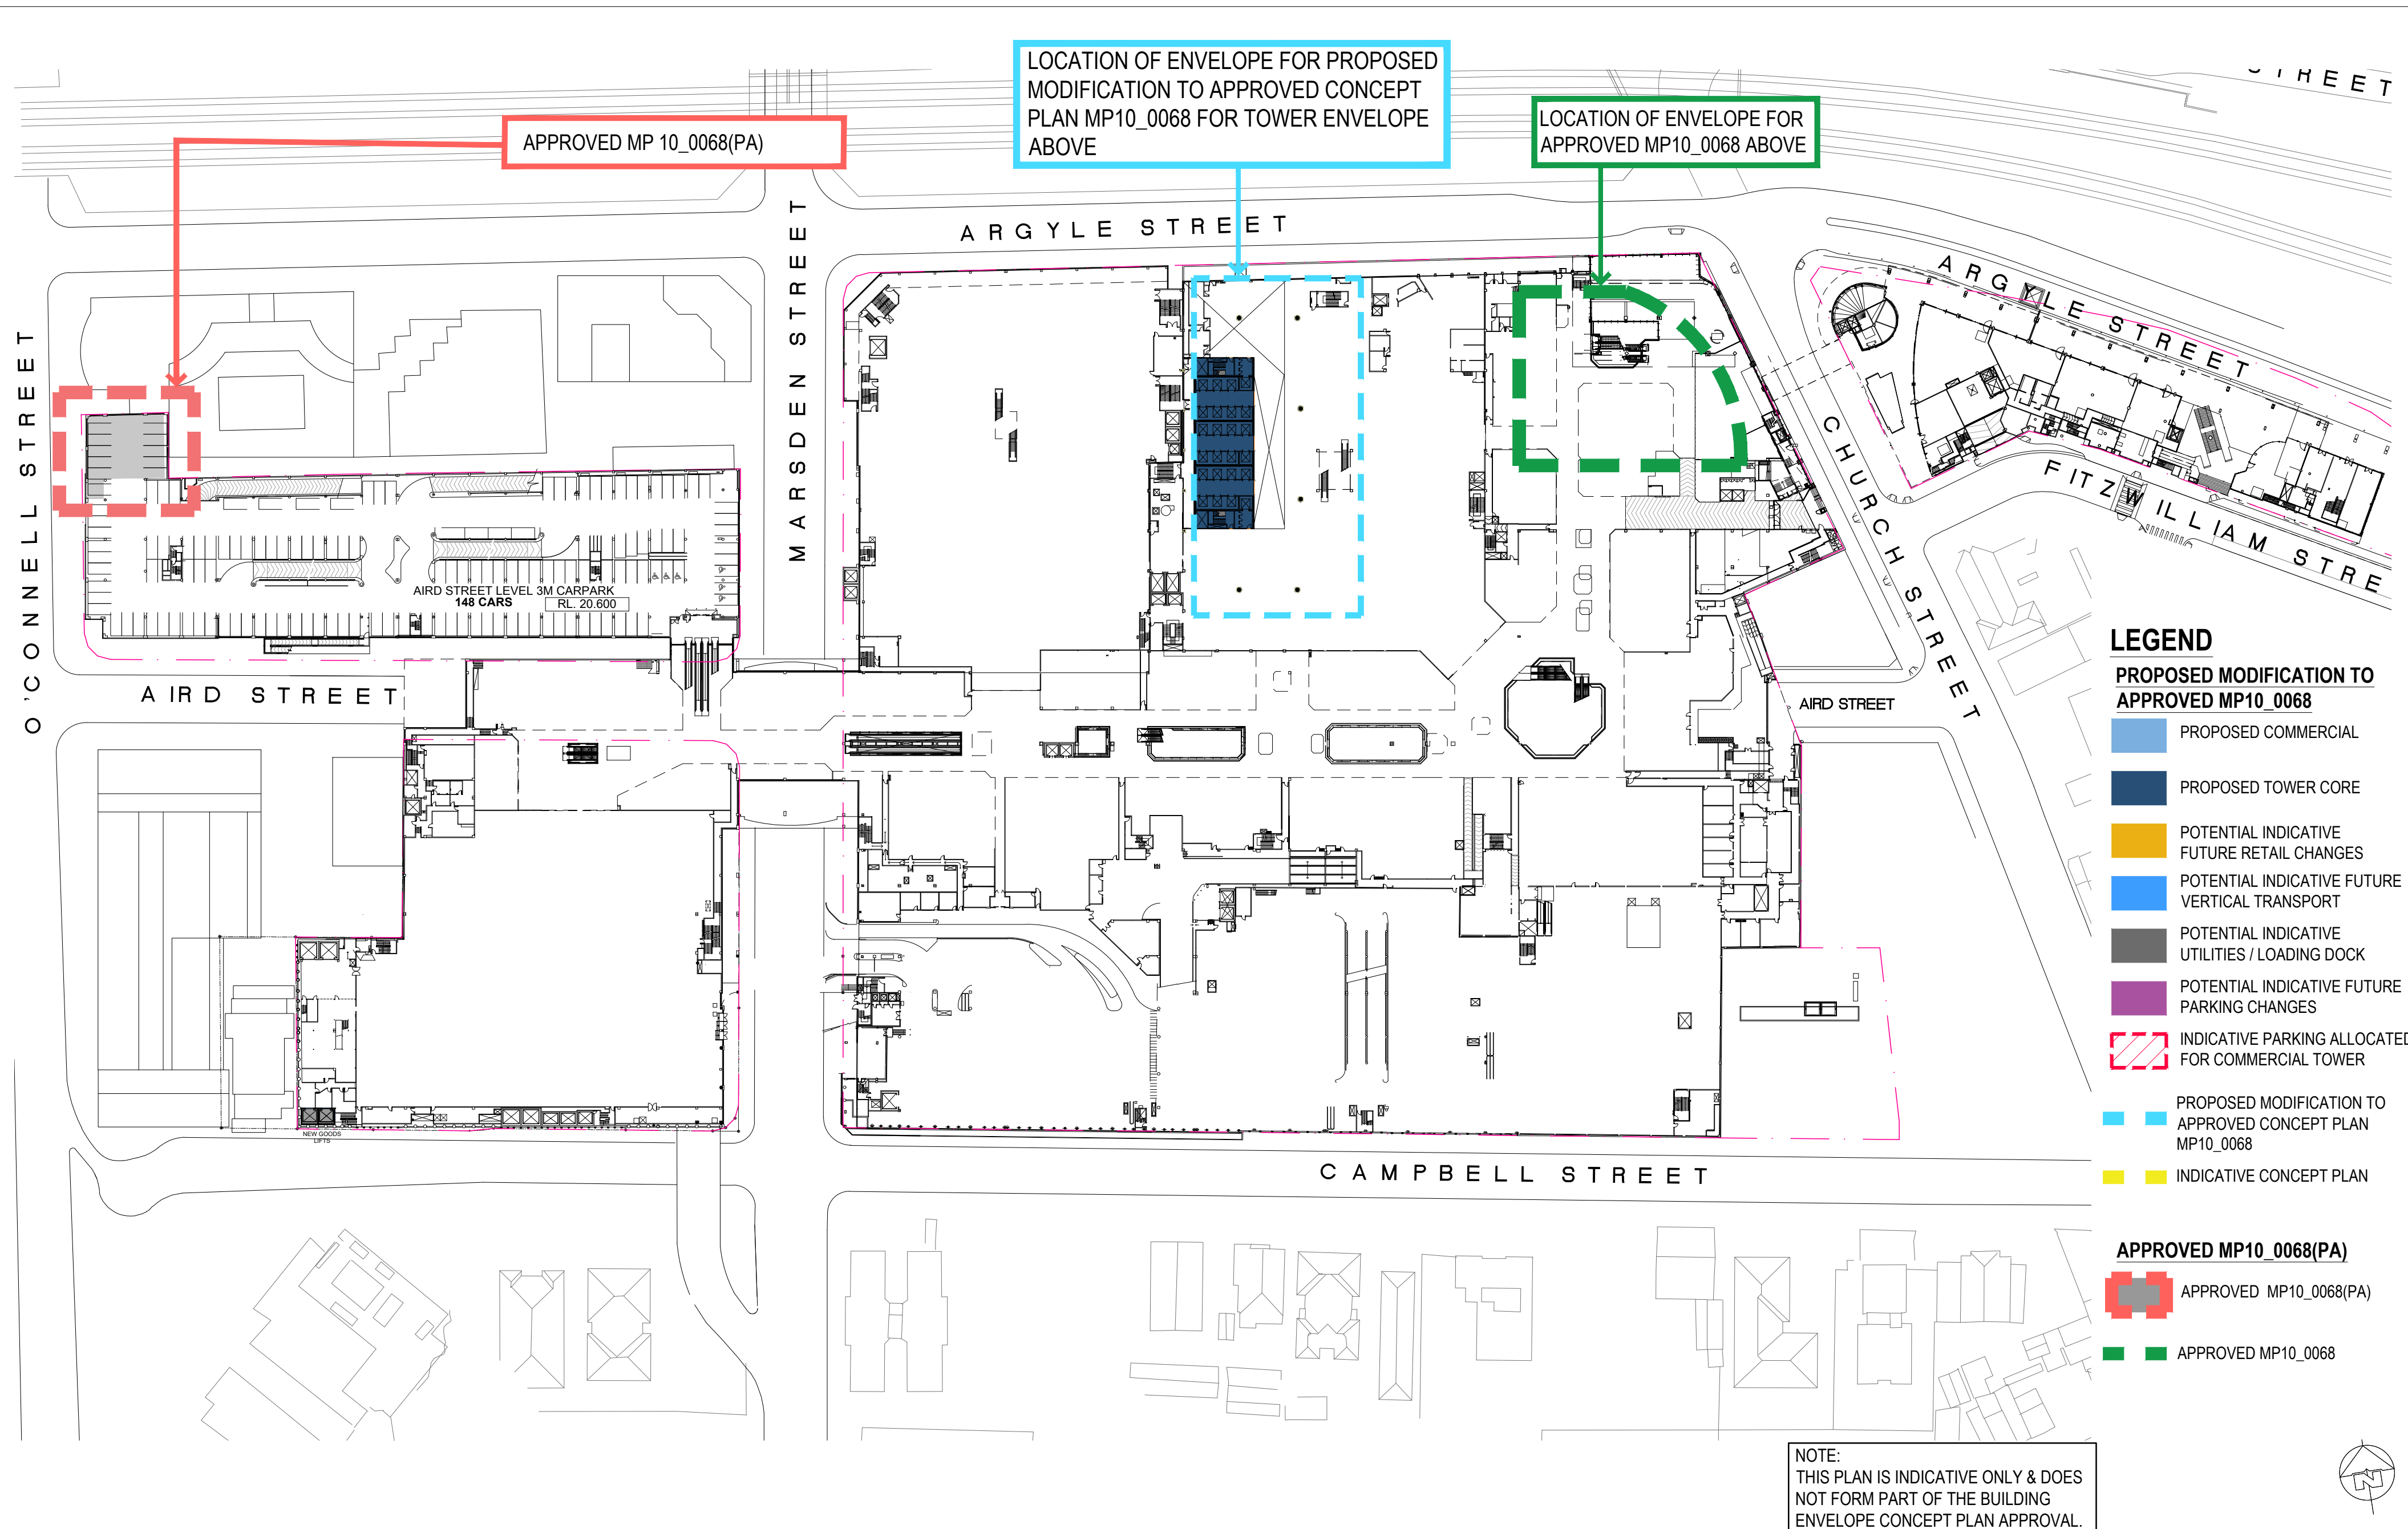 STREET
LOCATION OF ENVELOPE FOR PROPOSED
MODIFICATION TO APPROVED CONCEPT
PLAN MP10_0068 FOR TOWER ENVELOPE
ABOVE
LOCATION OF ENVELOPE FOR
APPROVED MP10_0068 ABOVE
APPROVED MP 10_0068(PA)
ARGYLE STREET
MARSDEN STREET
ARGYLE STREET
O'CONNELL STREET
CHURCH STREET
FITZWILLIAM STRE
AIRD STREET LEVEL 3M CARPARK
148 CARS
RL. 20.600
AIRD STREET
AIRD STREET
NEW GOODS
LIFTS
CAMPBELL STREET
LEGEND
PROPOSED MODIFICATION TO
APPROVED MP10_0068
PROPOSED COMMERCIAL
PROPOSED TOWER CORE
POTENTIAL INDICATIVE
FUTURE RETAIL CHANGES
POTENTIAL INDICATIVE FUTURE
VERTICAL TRANSPORT
POTENTIAL INDICATIVE
UTILITIES / LOADING DOCK
POTENTIAL INDICATIVE FUTURE
PARKING CHANGES
INDICATIVE PARKING ALLOCATED
FOR COMMERCIAL TOWER
PROPOSED MODIFICATION TO
APPROVED CONCEPT PLAN
MP10_0068
INDICATIVE CONCEPT PLAN
APPROVED MP10_0068(PA)
APPROVED MP10_0068(PA)
APPROVED MP10_0068
NOTE:
THIS PLAN IS INDICATIVE ONLY & DOES
NOT FORM PART OF THE BUILDING
ENVELOPE CONCEPT PLAN APPROVAL.
N